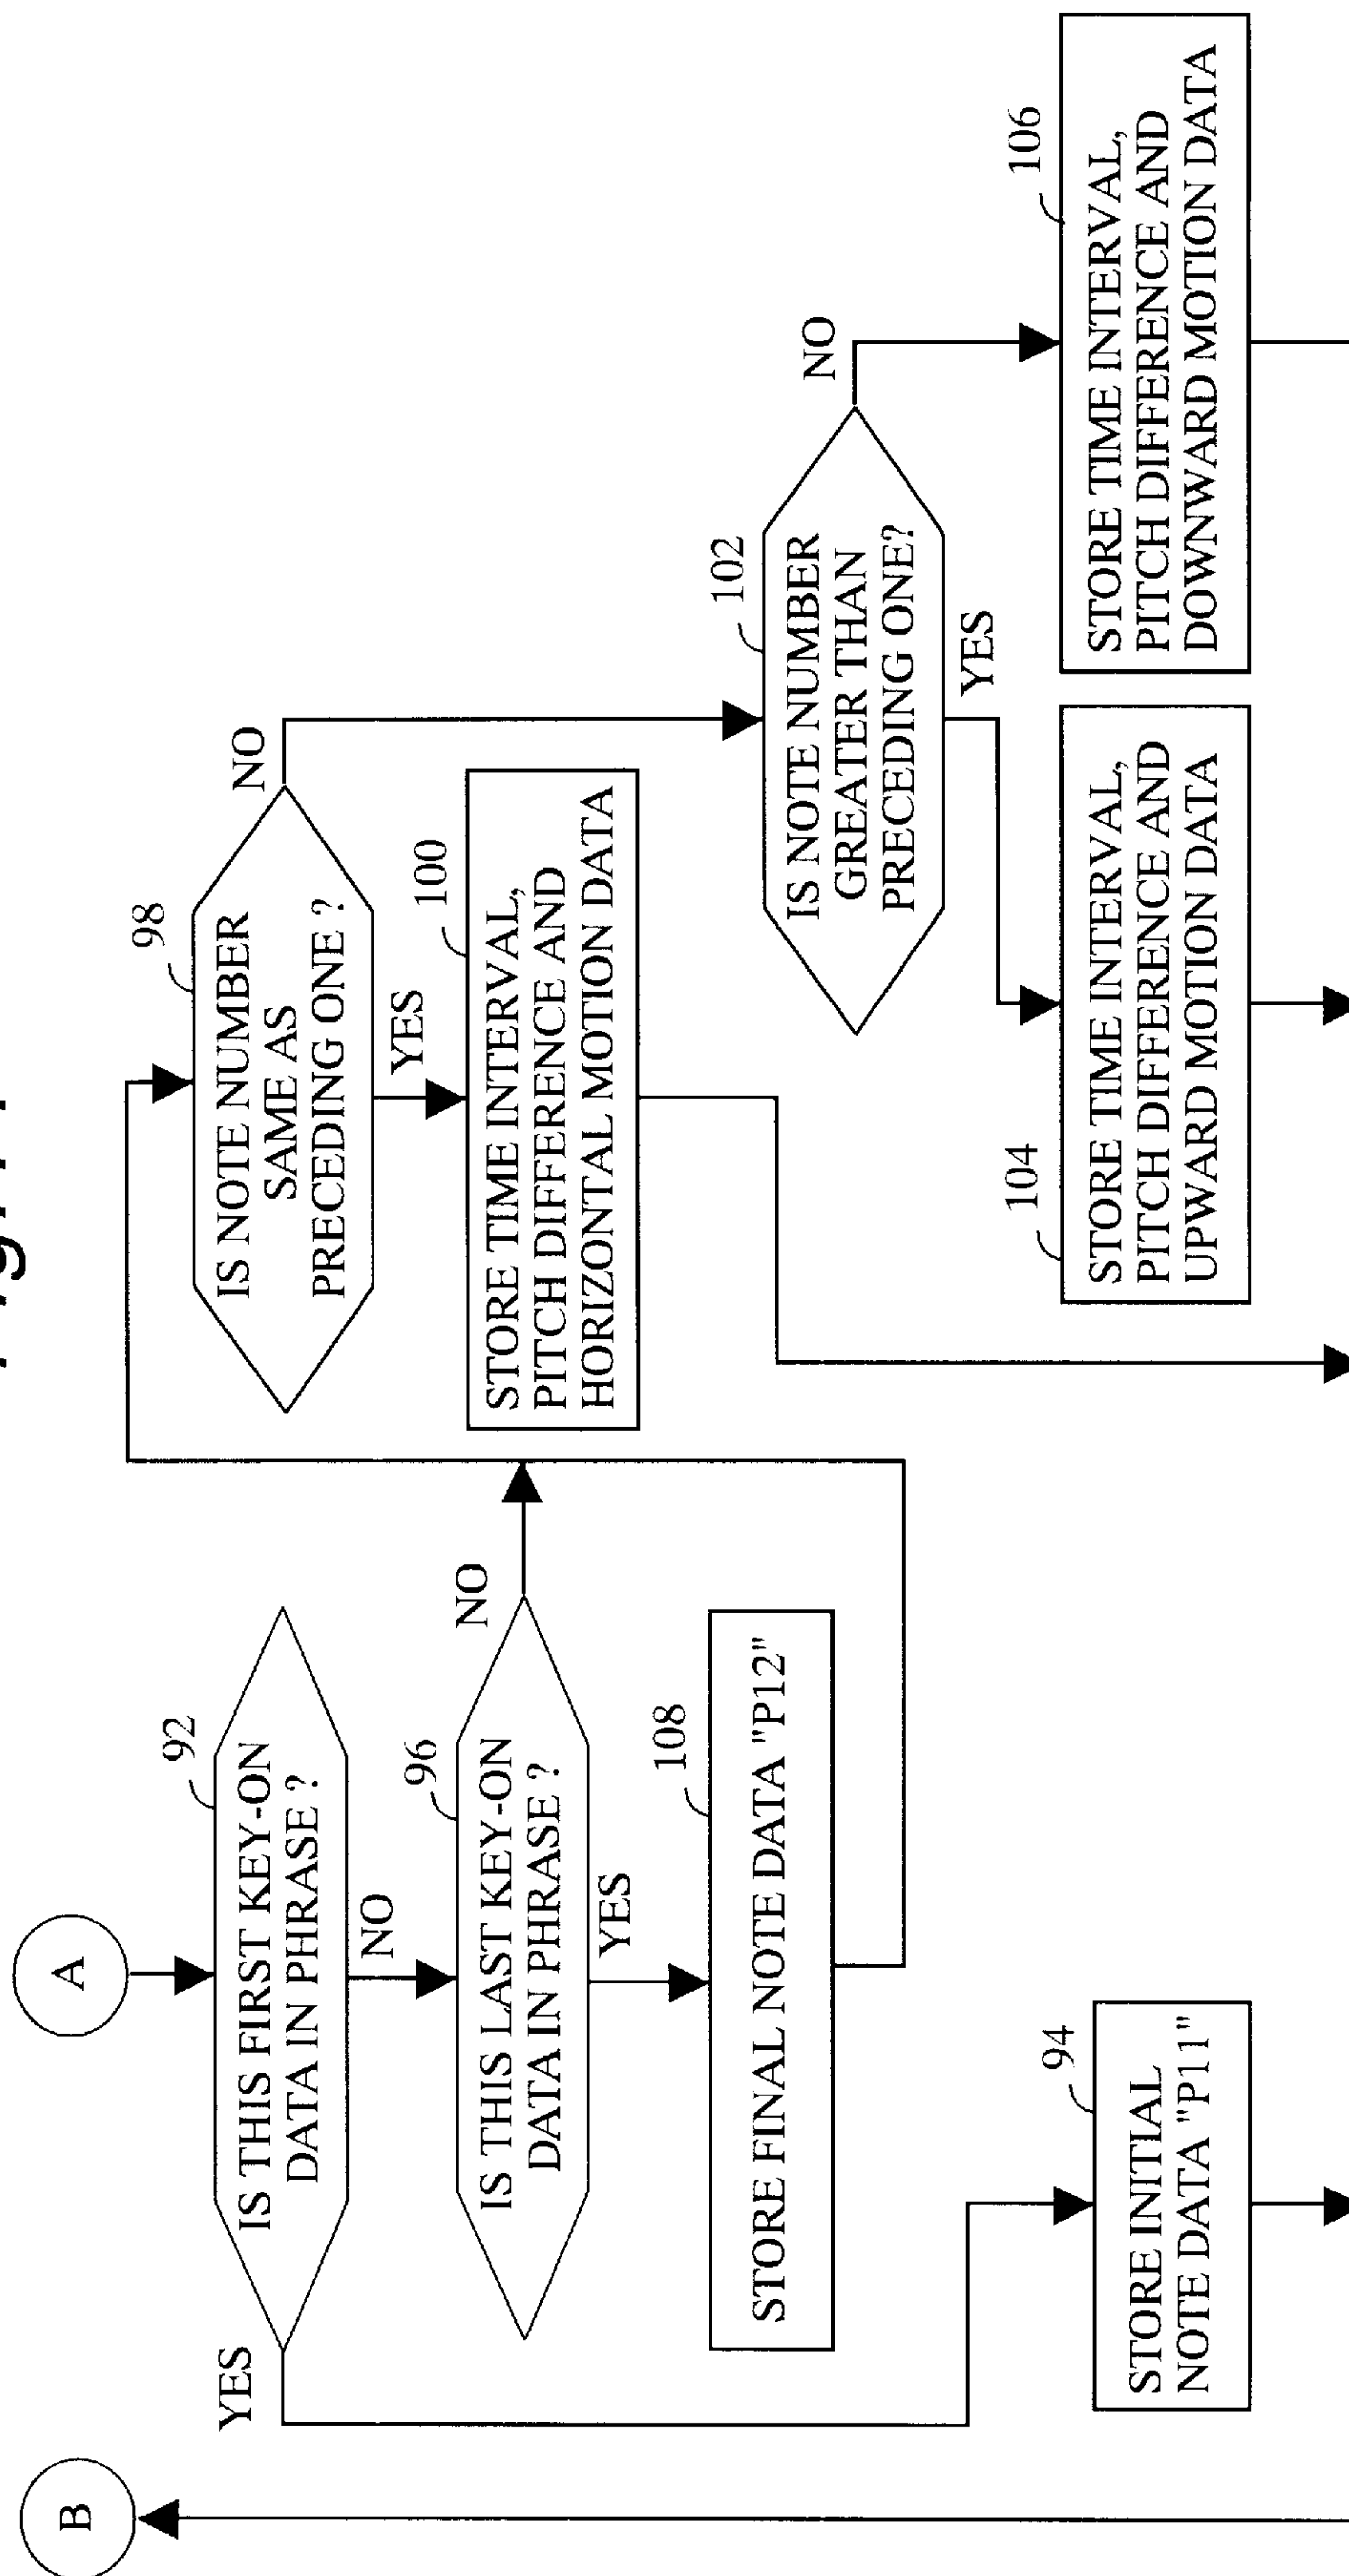 B
A
YES
92
IS THIS FIRST KEY-ON
DATA IN PHRASE ?
NO
96
IS THIS LAST KEY-ON
DATA IN PHRASE ?
NO
YES
108
STORE FINAL NOTE DATA "P12"
94
STORE INITIAL
NOTE DATA "P11"
98
IS NOTE NUMBER
SAME AS
PRECEDING ONE ?
NO
YES
100
STORE TIME INTERVAL,
PITCH DIFFERENCE AND
HORIZONTAL MOTION DATA
102
IS NOTE NUMBER
GREATER THAN
PRECEDING ONE?
NO
YES
104
STORE TIME INTERVAL,
PITCH DIFFERENCE AND
UPWARD MOTION DATA
106
STORE TIME INTERVAL,
PITCH DIFFERENCE AND
DOWNWARD MOTION DATA